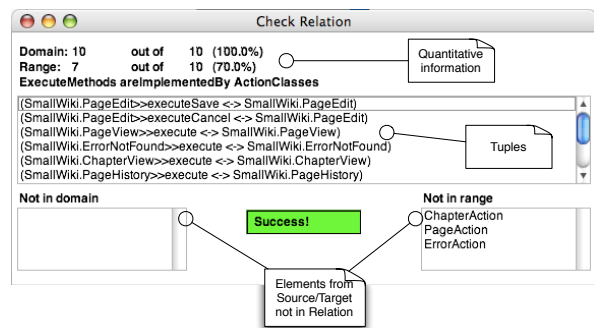 Check Relation
Domain: 10 out of 10 (100.0%)
Range: 7 out of 10 (70.0%)
ExecuteMethods areImplementedBy ActionClasses
Quantitative
information
(SmallWiki.PageEdit>>executeSave <-> SmallWiki.PageEdit)
(SmallWiki.PageEdit>>executeCancel <-> SmallWiki.PageEdit)
(SmallWiki.PageView>>execute <-> SmallWiki.PageView)
(SmallWiki.ErrorNotFound>>execute <-> SmallWiki.ErrorNotFound)
(SmallWiki.ChapterView>>execute <-> SmallWiki.ChapterView)
(SmallWiki.PageHistory>>execute <-> SmallWiki.PageHistory)
Tuples
Not in domain
Success!
Not in range
ChapterAction
PageAction
ErrorAction
Elements from
Source/Target
not in Relation